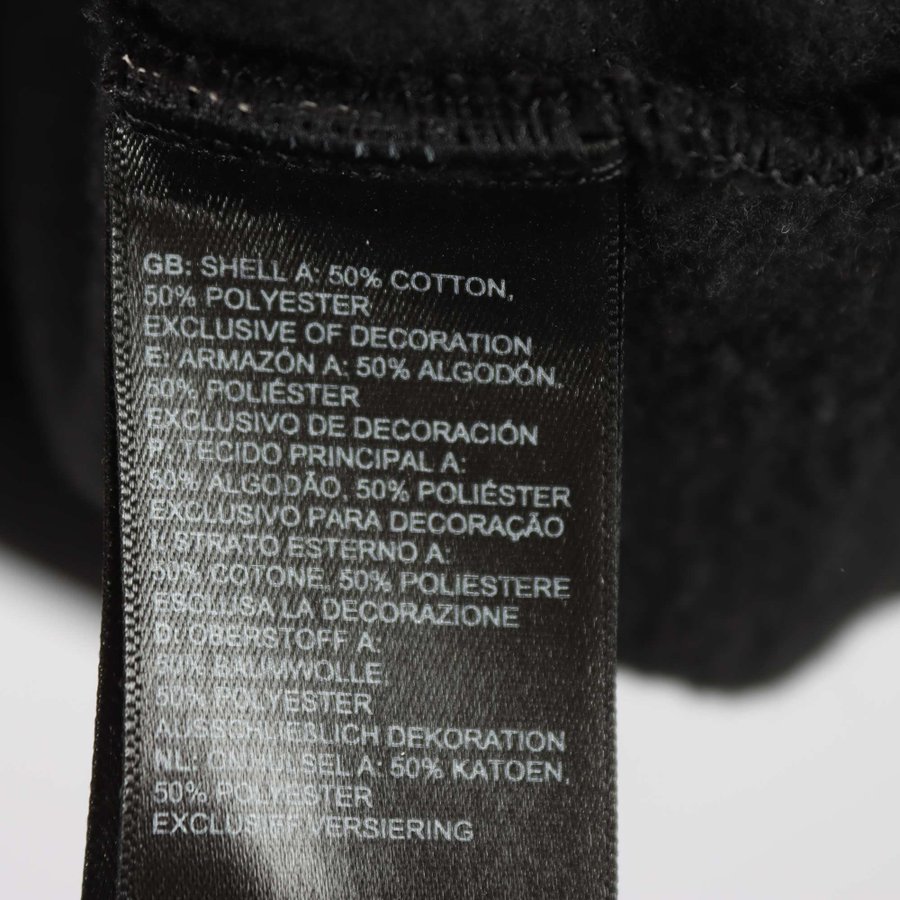 GB: SHELL A: 50% COTTON,
50% POLYESTER
EXCLUSIVE OF DECORATION
E: ARMAZÓN A: 50% ALGODÓN,
50% POLIÉSTER
EXCLUSIVO DE DECORACIÓN
P: TECIDO PRINCIPAL A:
50% ALGODÃO, 50% POLIÉSTER
EXCLUSIVO PARA DECORAÇÃO
I: STRATO ESTERNO A:
50% COTONE, 50% POLIESTERE
ESCLUSA LA DECORAZIONE
D: OBERSTOFF A:
50% BAUMWOLLE,
50% POLYESTER
AUSSCHLIEßLICH DEKORATION
NL: A: 50% KATOEN,
50% POLYESTER
EXCLUSIEF VERSIERING